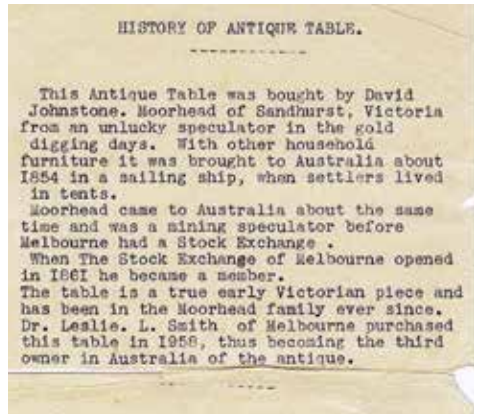 HISTORY OF ANTIQUE TABLE.
-------------
This Antique Table was bought by David
Johnstone. Moorhead of Sandhurst, Victoria
from an unlucky speculator in the gold
digging days. With other household
furniture it was brought to Australia about
I854 in a sailing ship, when settlers lived
in tents.
Moorhead came to Australia about the same
time and was a mining speculator before
Melbourne had a Stock Exchange .
When The Stock Exchange of Melbourne opened
in I86I he became a member.
The table is a true early Victorian piece and
has been in the Moorhead family ever since.
Dr. Leslie. L. Smith of Melbourne purchased
this table in I958, thus becoming the third
owner in Australia of the antique.
-------------